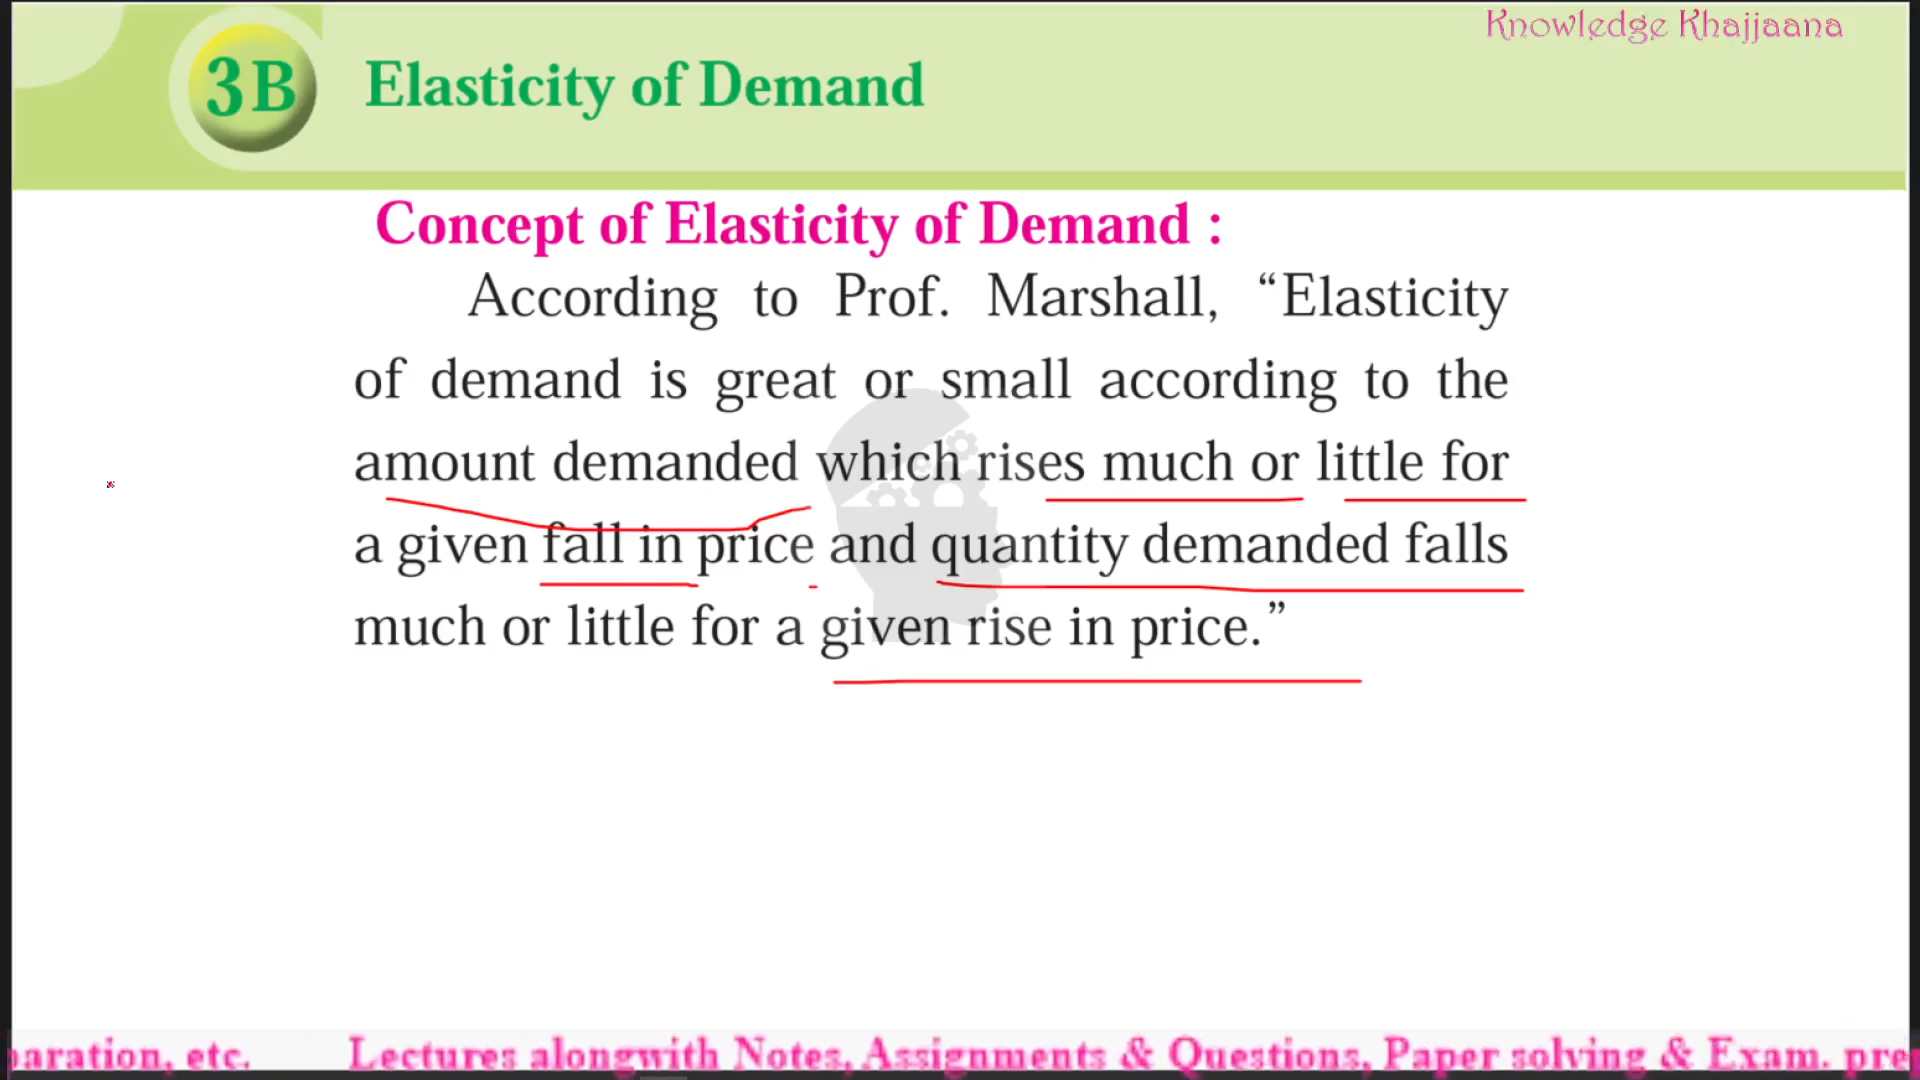 Knowledge Khajjaana
3B Elasticity of Demand
Concept of Elasticity of Demand :
According to Prof. Marshall, “Elasticity
of demand is great or small according to the
amount demanded which rises much or little for
a given fall in price and quantity demanded falls
much or little for a given rise in price.”
paration, etc. Lectures alongwith Notes, Assignments & Questions, Paper solving & Exam. prep